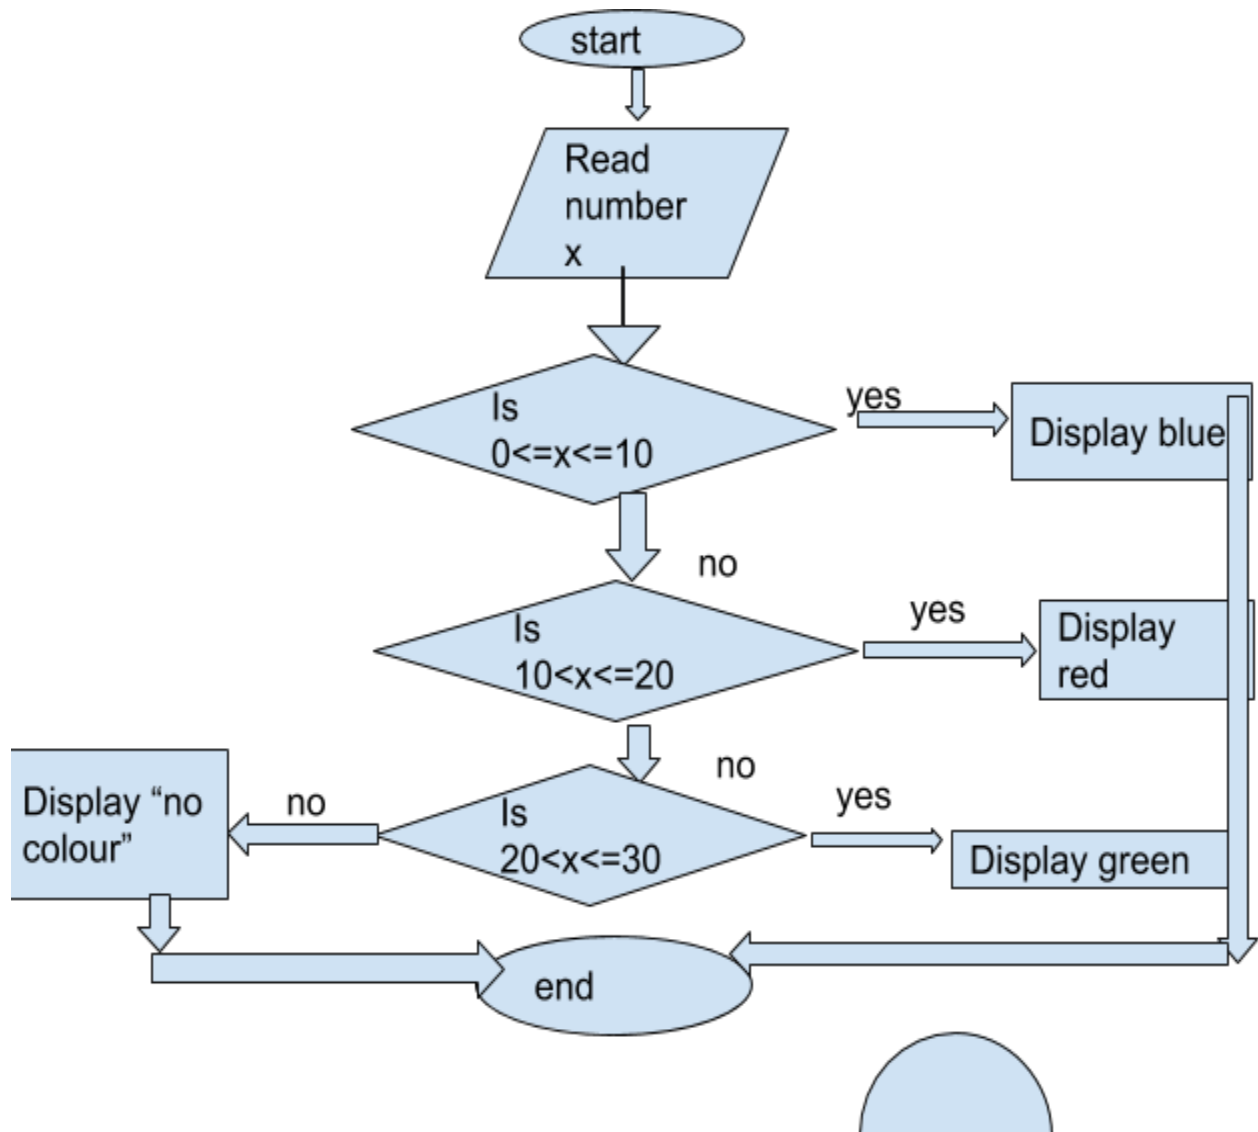 start
Read
number
x
Is
0<=x<=10
yes
Display blue
no
Is
10<x<=20
yes
Display
red
no
Is
20<x<=30
yes
Display green
no
Display “no
colour”
end